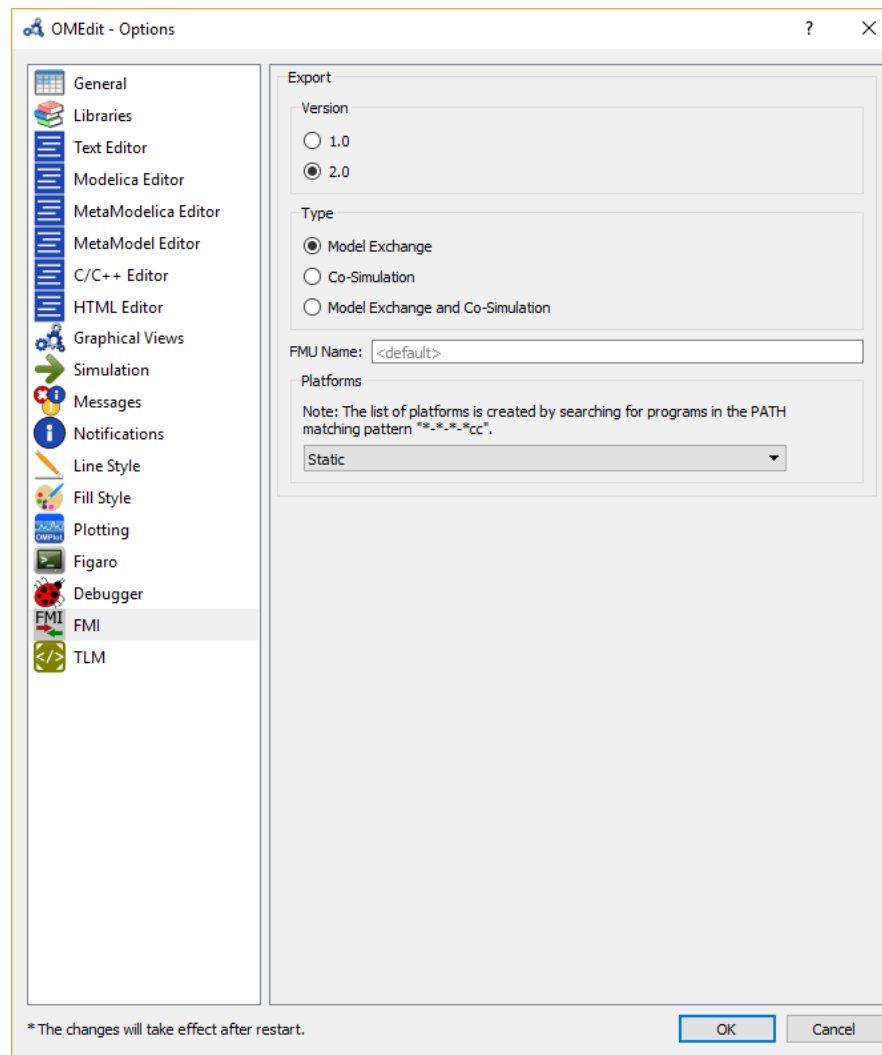 OMEdit - Options
?
General
Libraries
Text Editor
Modelica Editor
MetaModelica Editor
MetaModel Editor
C/C++ Editor
HTML Editor
Graphical Views
Simulation
Messages
Notifications
Line Style
Fill Style
OMPlot
Plotting
Figaro
Debugger
FMI
FMI
</>
TLM
Export
Version
1.0
2.0
Type
Model Exchange
Co-Simulation
Model Exchange and Co-Simulation
FMU Name: <default>
Platforms
Note: The list of platforms is created by searching for programs in the PATH
matching pattern "*-*-*-*cc".
Static
* The changes will take effect after restart.
OK
Cancel